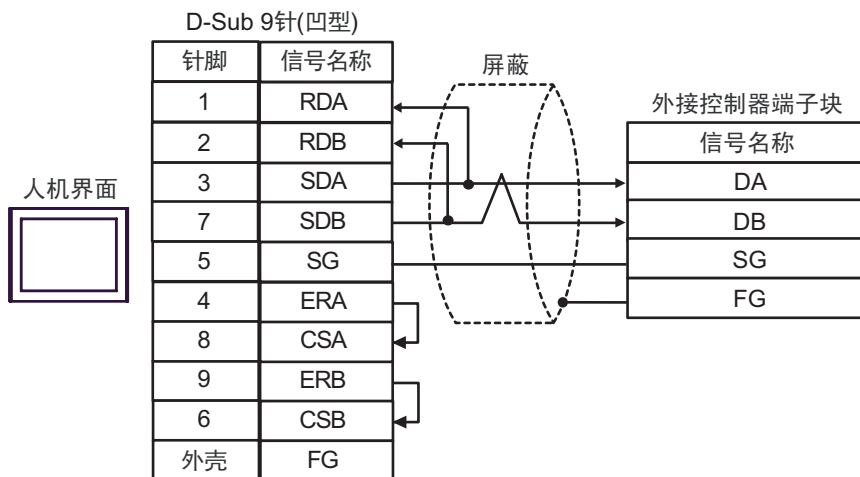 D-Sub 9针(凹型)
针脚 信号名称
1 RDA
2 RDB
3 SDA
7 SDB
5 SG
4 ERA
8 CSA
9 ERB
6 CSB
外壳 FG
人机界面
屏蔽
外接控制器端子块
信号名称
DA
DB
SG
FG